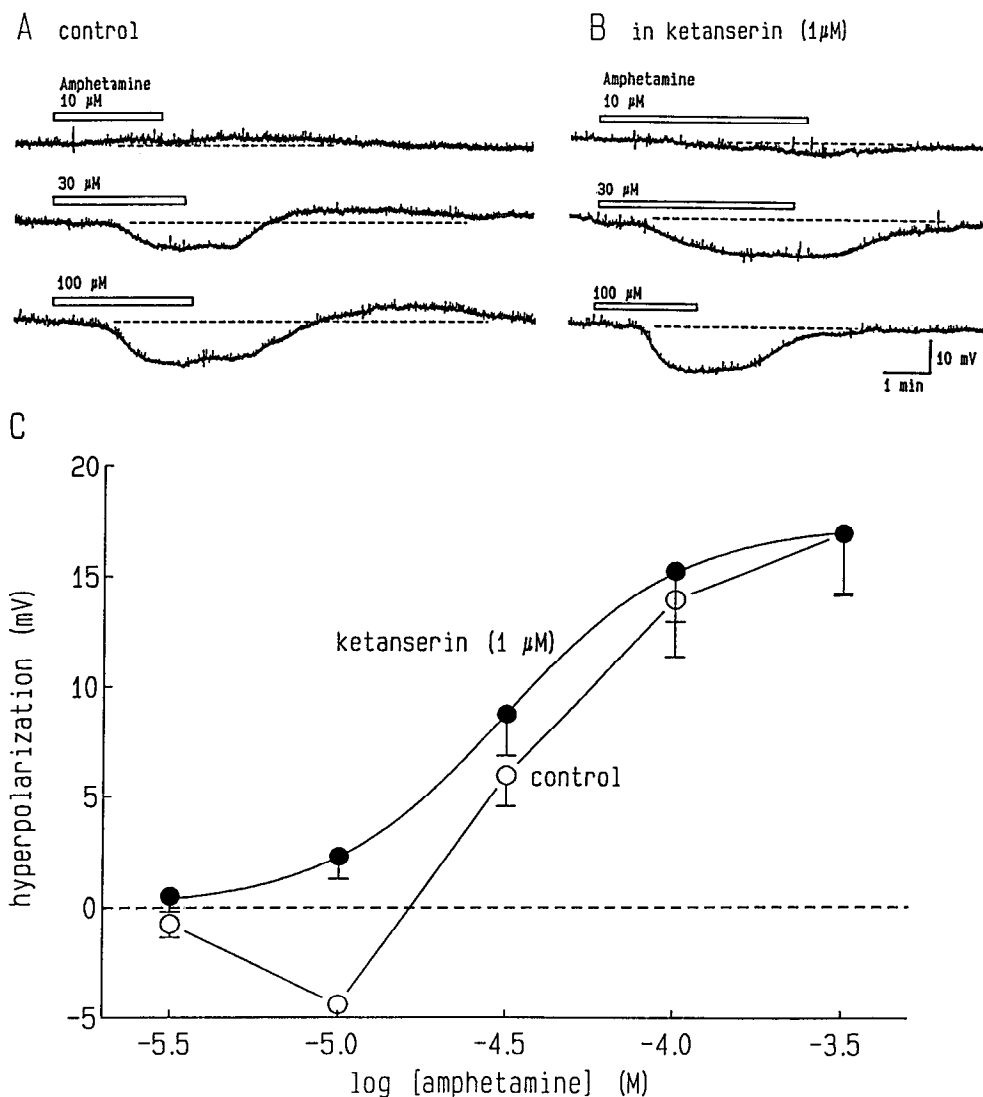 A control
B in ketanserin (1μM)
Amphetamine
10 μM
30 μM
100 μM
Amphetamine
10 μM
30 μM
100 μM
10 mV
1 min
C
hyperpolarization (mV)
20
15
10
5
0
-5
ketanserin (1 μM)
control
-5.5
-5.0
-4.5
-4.0
-3.5
log [amphetamine] (M)